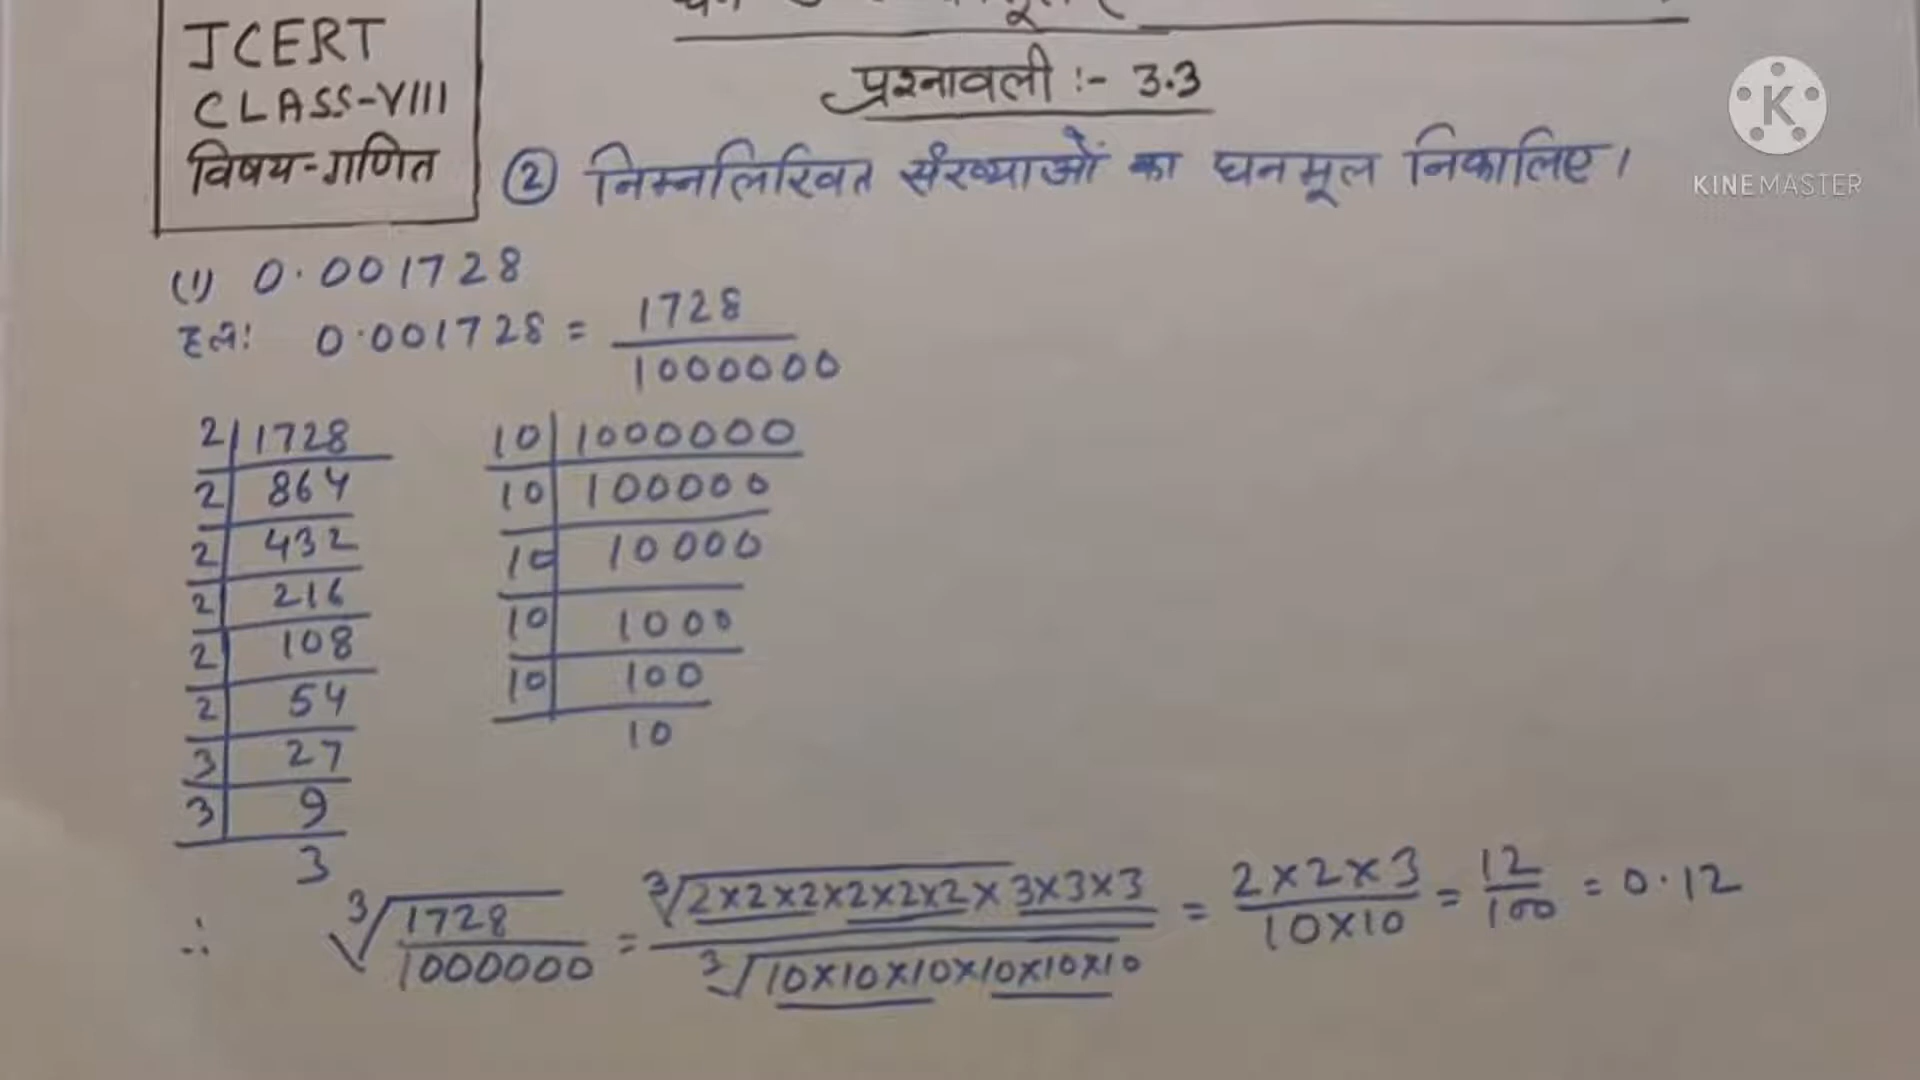 JCERT
CLASS-VIII
विषय-गणित
प्रश्नावली :- 3.3
② निम्नलिखित संख्याओं का घनमूल निकालिए।
K
KINEMASTER
(i) 0.001728
हल: 0.001728 = 1728/1000000
2 | 1728
2 | 864
2 | 432
2 | 216
2 | 108
2 | 54
3 | 27
3 | 9
3
10 | 1000000
10 | 100000
10 | 10000
10 | 1000
10 | 100
10
∴ ∛(1728/1000000) = ∛(2×2×2×2×2×2×3×3×3)/∛(10×10×10×10×10×10) = (2×2×3)/(10×10) = 12/100 = 0.12